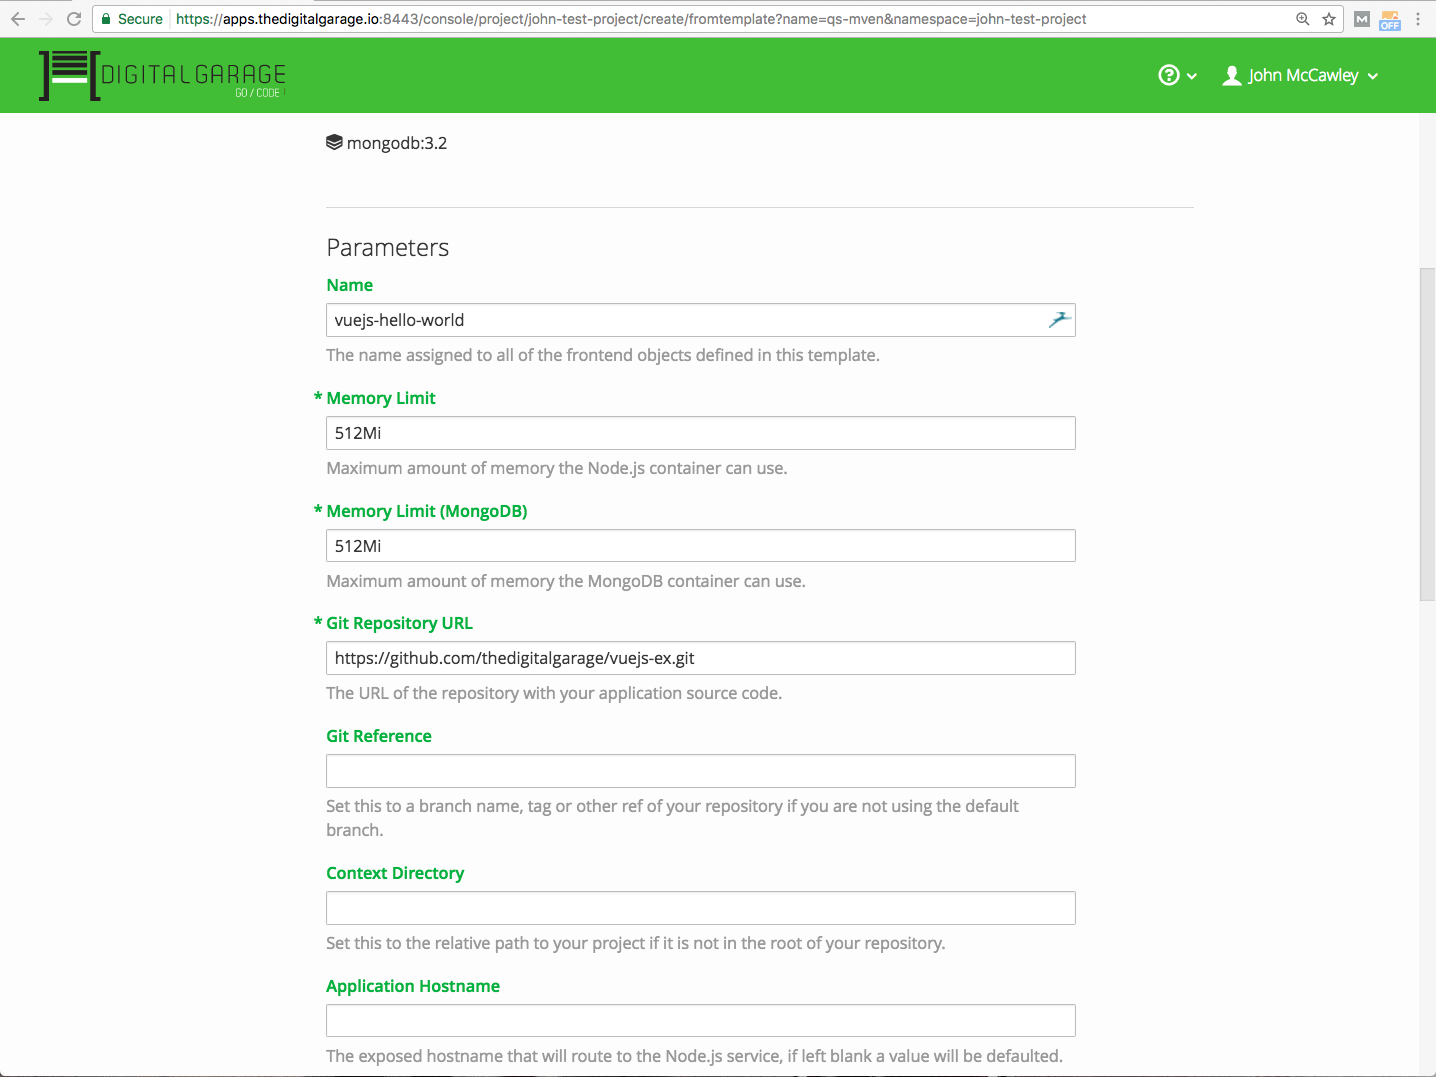 Secure https://apps.thedigitalgarage.io:8443/console/project/john-test-project/create/fromtemplate?name=qs-mven&namespace=john-test-project
M
OFF
DIGITALGARAGE
GO / CODE !
? John McCawley
mongodb:3.2
Parameters
Name
vuejs-hello-world
The name assigned to all of the frontend objects defined in this template.
* Memory Limit
512Mi
Maximum amount of memory the Node.js container can use.
* Memory Limit (MongoDB)
512Mi
Maximum amount of memory the MongoDB container can use.
* Git Repository URL
https://github.com/thedigitalgarage/vuejs-ex.git
The URL of the repository with your application source code.
Git Reference
Set this to a branch name, tag or other ref of your repository if you are not using the default
branch.
Context Directory
Set this to the relative path to your project if it is not in the root of your repository.
Application Hostname
The exposed hostname that will route to the Node.js service, if left blank a value will be defaulted.